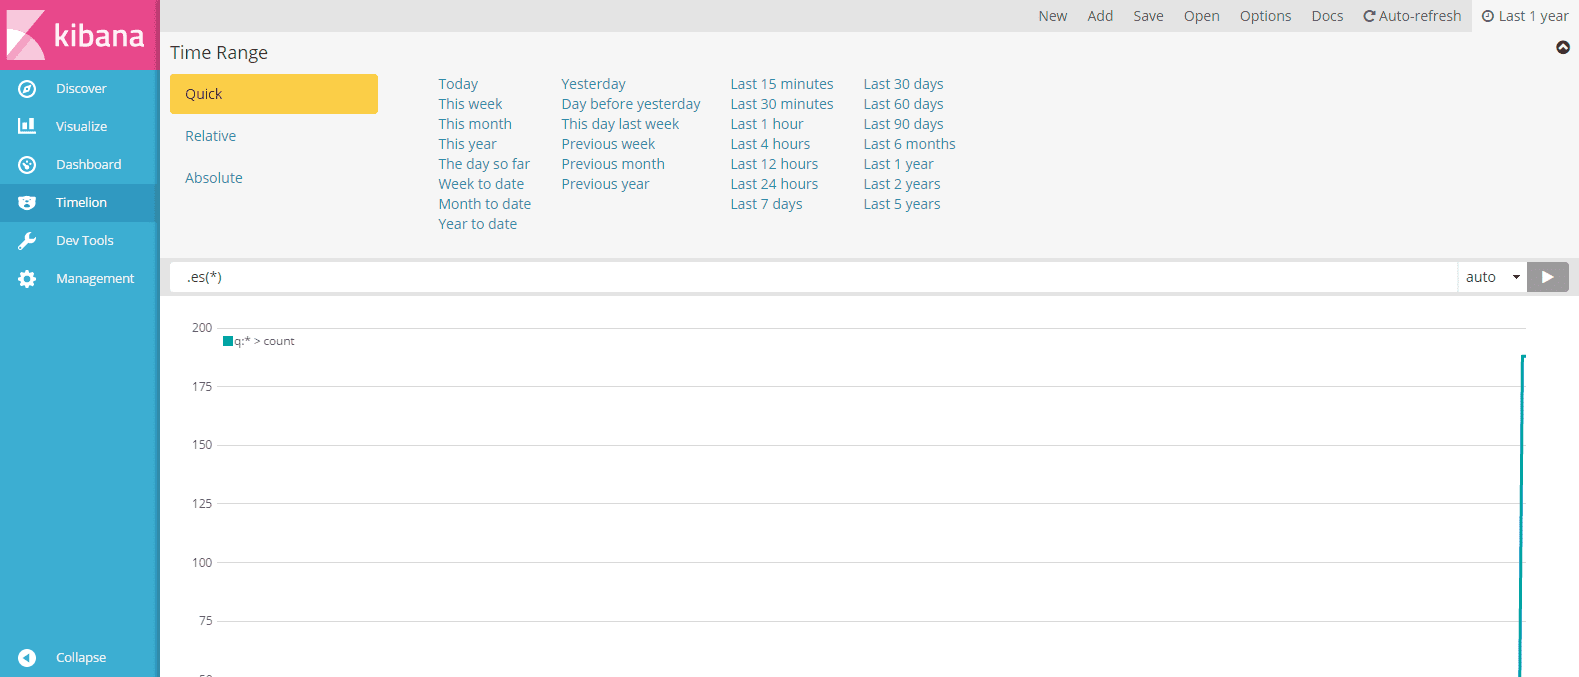 kibana
New Add Save Open Options Docs Auto-refresh Last 1 year
Discover
Visualize
Dashboard
Timelion
Dev Tools
Management
Collapse
Time Range
Quick
Relative
Absolute
Today
This week
This month
This year
The day so far
Week to date
Month to date
Year to date
Yesterday
Day before yesterday
This day last week
Previous week
Previous month
Previous year
Last 15 minutes
Last 30 minutes
Last 1 hour
Last 4 hours
Last 12 hours
Last 24 hours
Last 7 days
Last 30 days
Last 60 days
Last 90 days
Last 6 months
Last 1 year
Last 2 years
Last 5 years
.es(*) auto
200
q:* > count
175
150
125
100
75